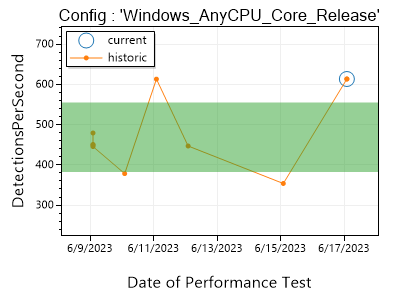 Config : 'Windows_AnyCPU_Core_Release'
current
historic
DetectionsPerSecond
700
600
500
400
300
6/9/2023 6/11/2023 6/13/2023 6/15/2023 6/17/2023
Date of Performance Test